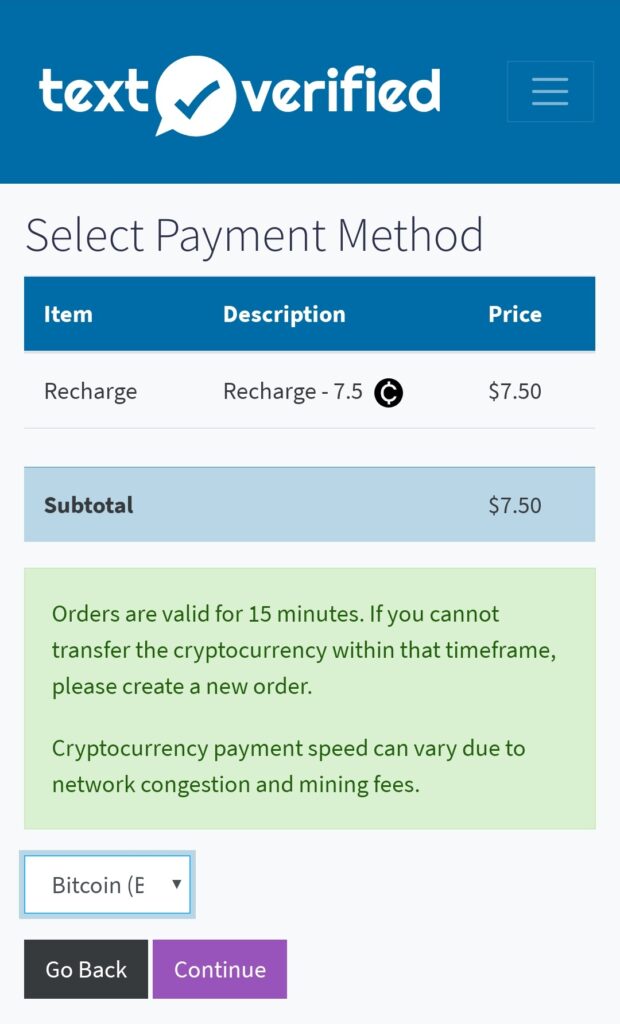 text verified
Select Payment Method
Item Description Price
Recharge Recharge - 7.5 $7.50
Subtotal $7.50
Orders are valid for 15 minutes. If you cannot
transfer the cryptocurrency within that timeframe,
please create a new order.
Cryptocurrency payment speed can vary due to
network congestion and mining fees.
Bitcoin (
Go Back Continue